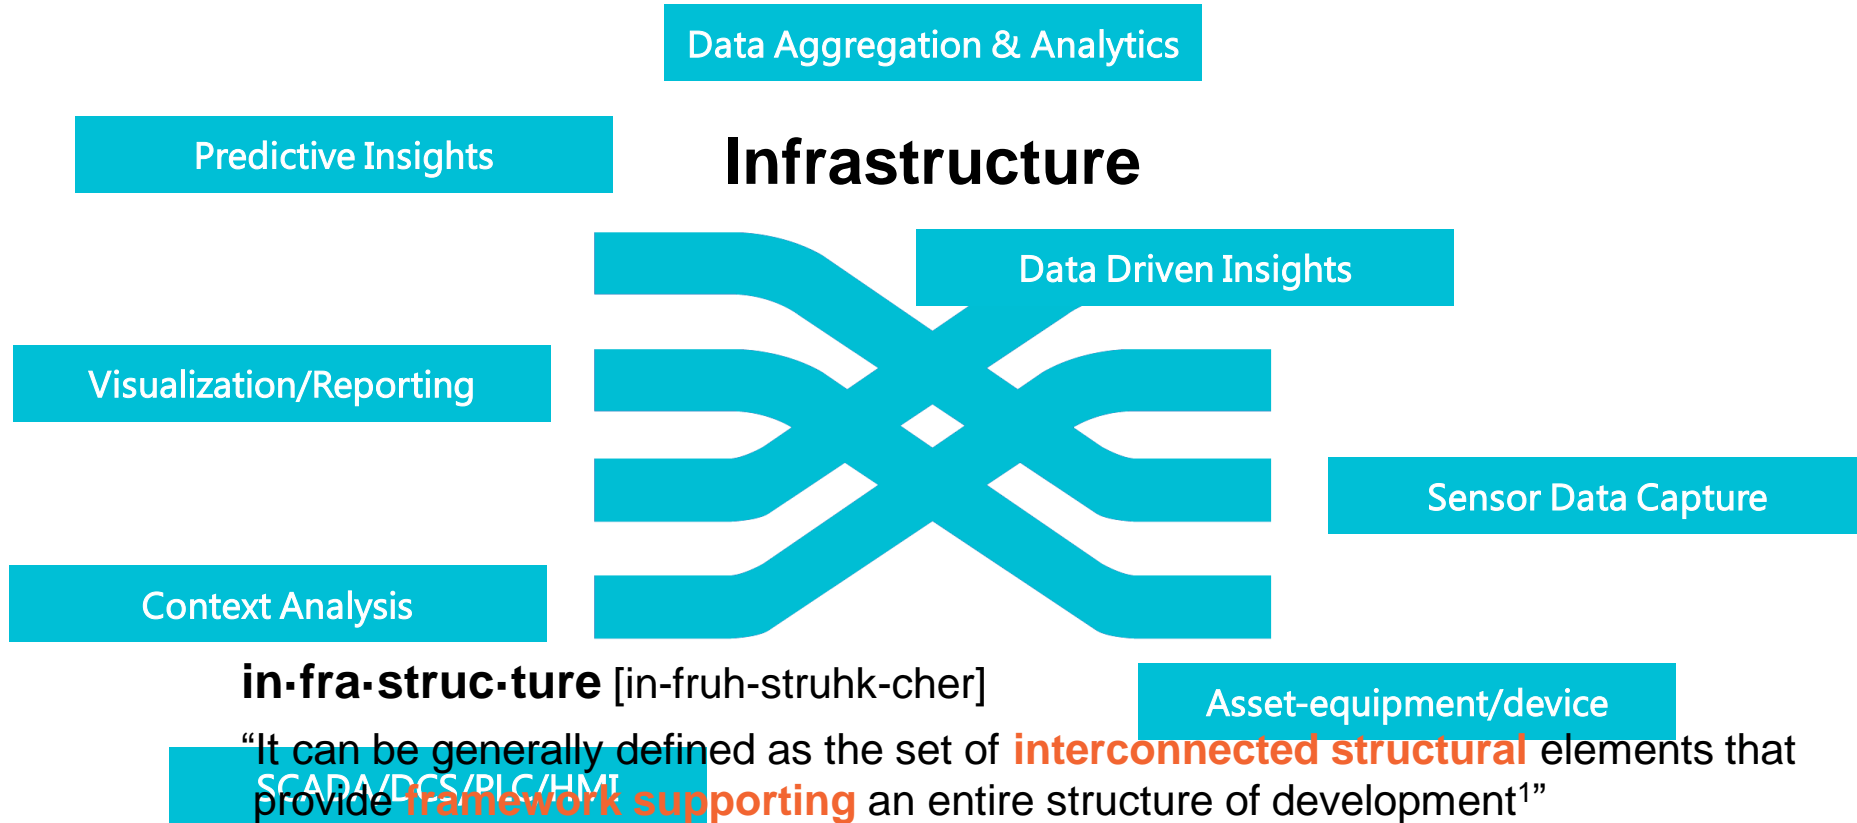 Data Aggregation & Analytics
Predictive Insights
Infrastructure
Data Driven Insights
Visualization/Reporting
Sensor Data Capture
Context Analysis
in·fra·struc·ture [in-fruh-struhk-cher]
Asset-equipment/device
“It can be generally defined as the set of interconnected structural elements that
SCADA/DCS/PLC/HMI
provide framework supporting an entire structure of development¹”